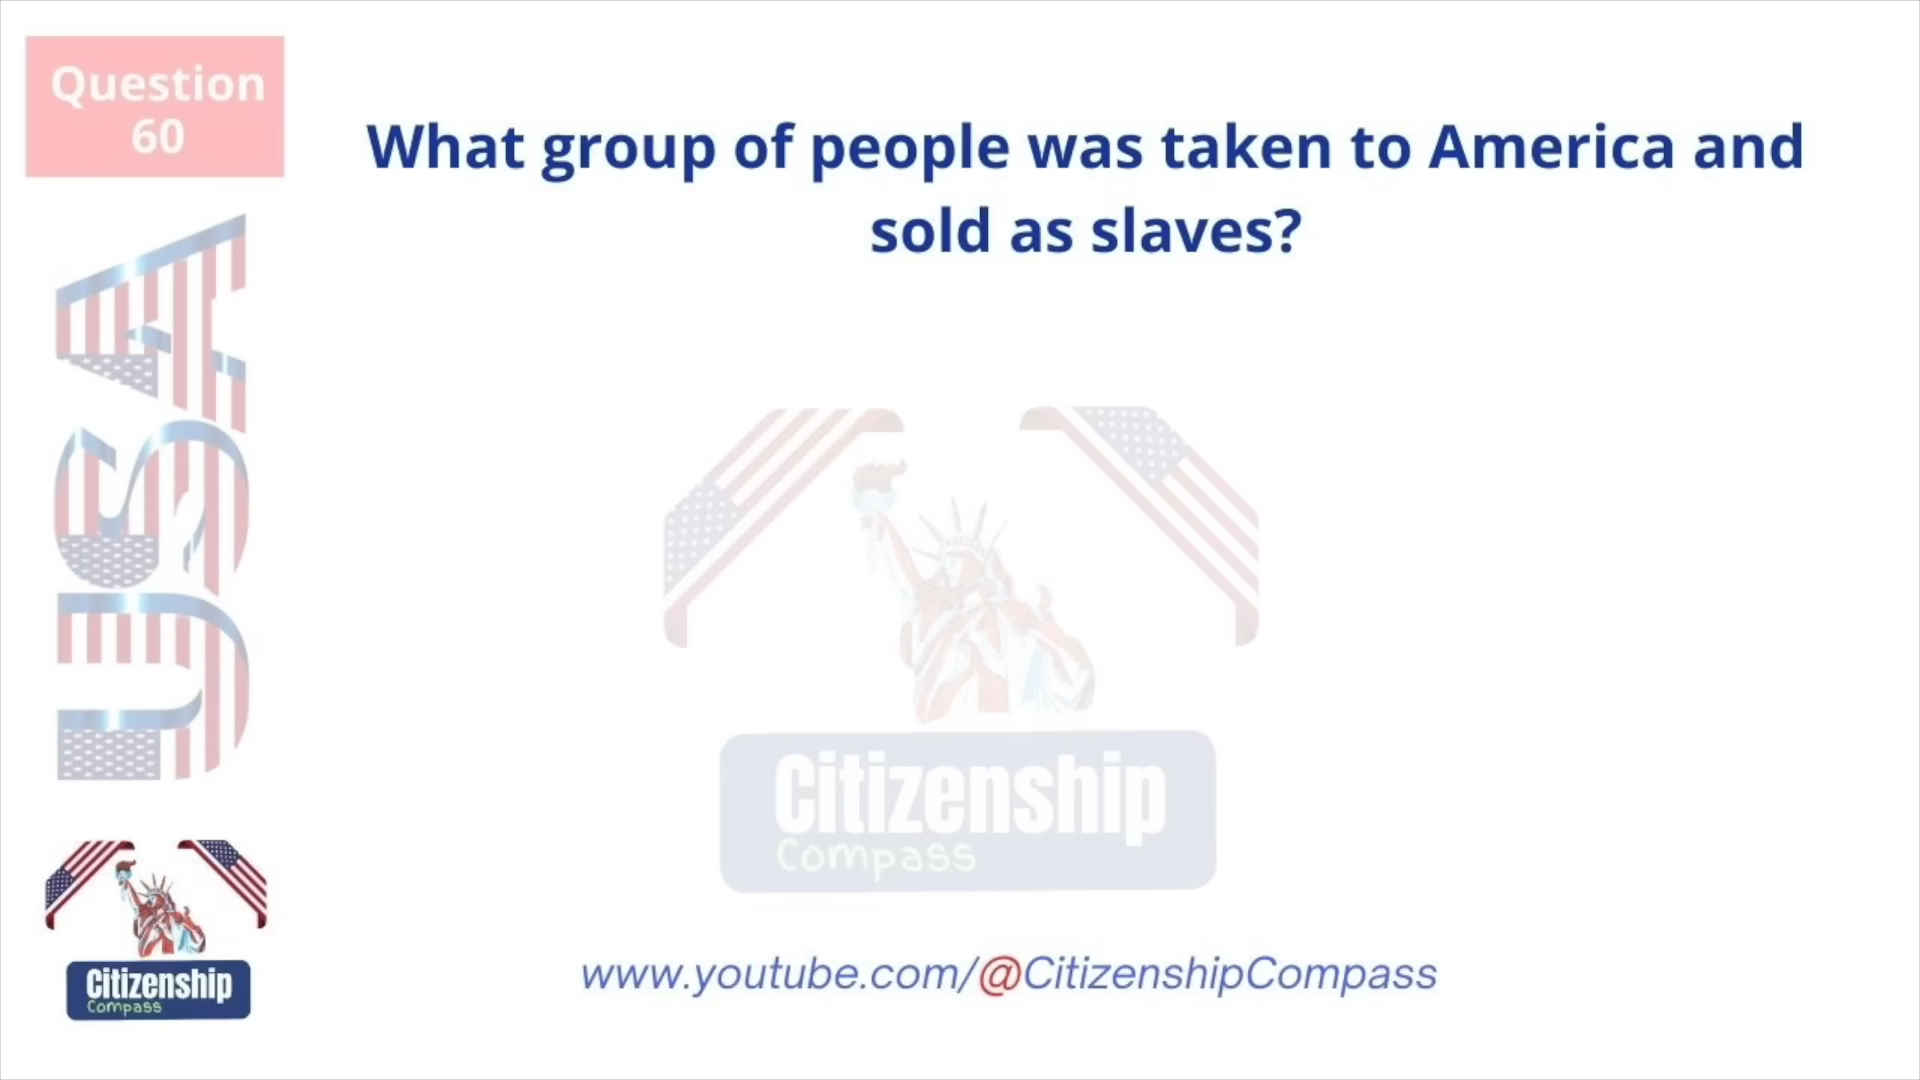 Question
60
What group of people was taken to America and
sold as slaves?
USA
Citizenship
Compass
Citizenship
Compass
www.youtube.com/@CitizenshipCompass